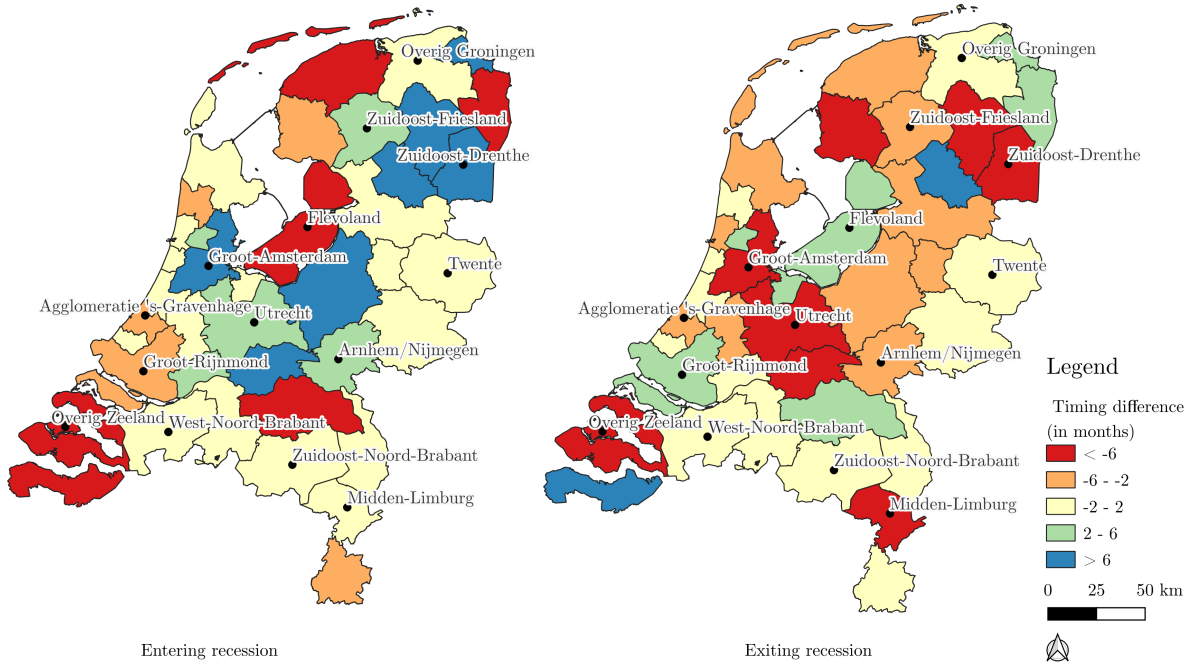 Overig Groningen
Zuidoost-Friesland
Zuidoost-Drenthe
Flevoland
Groot-Amsterdam
Twente
Agglomeratie 's-Gravenhage
Utrecht
Arnhem/Nijmegen
Groot-Rijnmond
Overig Zeeland
West-Noord-Brabant
Zuidoost-Noord-Brabant
Midden-Limburg
Entering recession
Overig Groningen
Zuidoost-Friesland
Zuidoost-Drenthe
Flevoland
Groot-Amsterdam
Twente
Agglomeratie 's-Gravenhage
Utrecht
Arnhem/Nijmegen
Groot-Rijnmond
Overig Zeeland
West-Noord-Brabant
Zuidoost-Noord-Brabant
Midden-Limburg
Exiting recession
Legend
Timing difference
(in months)
< -6
-6 - -2
-2 - 2
2 - 6
> 6
0 25 50 km